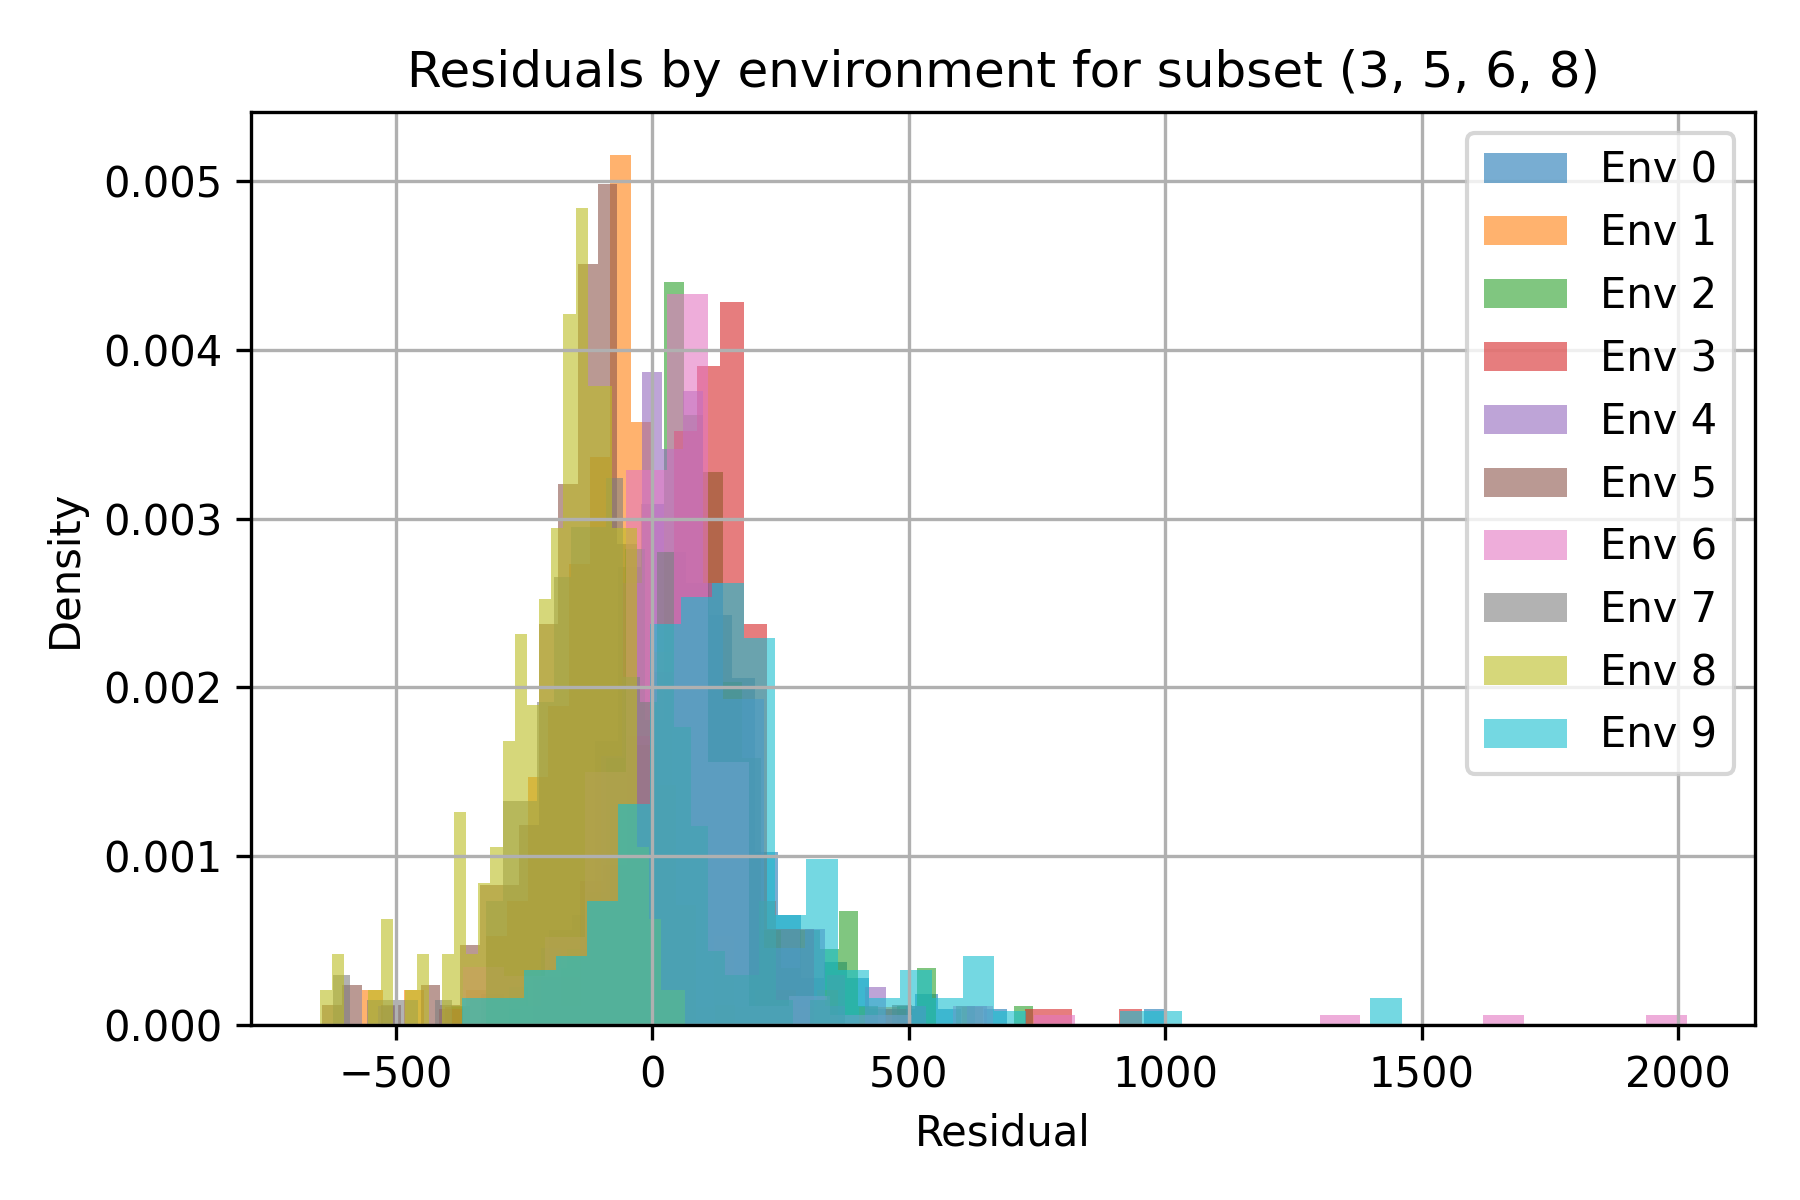 Residuals by environment for subset (3, 5, 6, 8)
0.005
0.004
0.003
0.002
0.001
0.000
Density
−500
0
500
1000
1500
2000
Residual
Env 0
Env 1
Env 2
Env 3
Env 4
Env 5
Env 6
Env 7
Env 8
Env 9